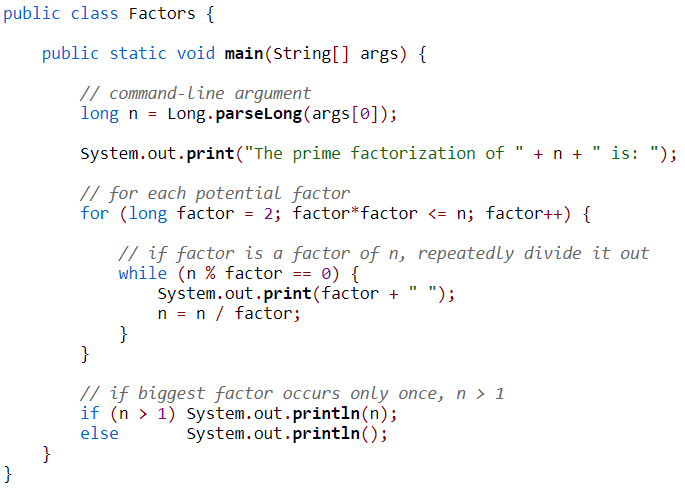 public class Factors {
public static void main(String[] args) {
// command-line argument
long n = Long.parseLong(args[0]);
System.out.print("The prime factorization of " + n + " is: ");
// for each potential factor
for (long factor = 2; factor*factor <= n; factor++) {
// if factor is a factor of n, repeatedly divide it out
while (n % factor == 0) {
System.out.print(factor + " ");
n = n / factor;
}
}
// if biggest factor occurs only once, n > 1
if (n > 1) System.out.println(n);
else       System.out.println();
}
}